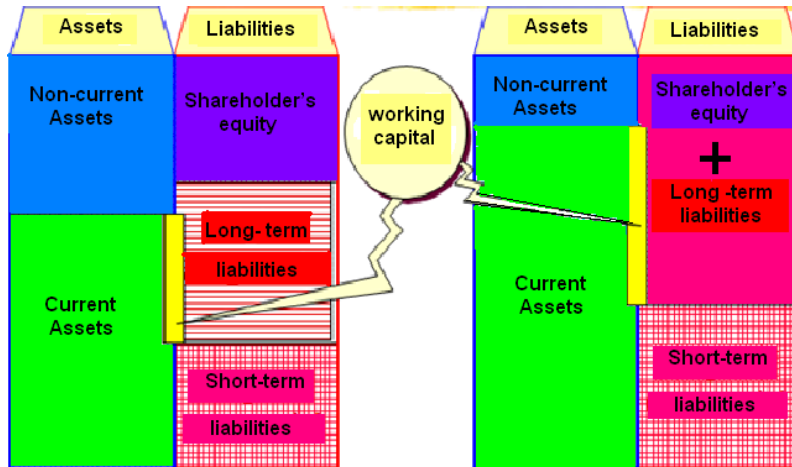 Assets
Liabilities
Non-current
Assets
Shareholder's
equity
Long- term
liabilities
Current
Assets
Short-term
liabilities
working
capital
Assets
Liabilities
Non-current
Assets
Shareholder's
equity
+
Long -term
liabilities
Current
Assets
Short-term
liabilities